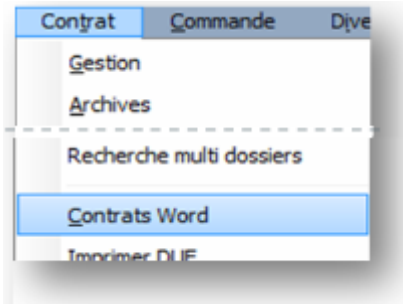 Contrat Commande
Gestion
Archives
Recherche multi dossiers
Contrats Word
Imprimer DUE